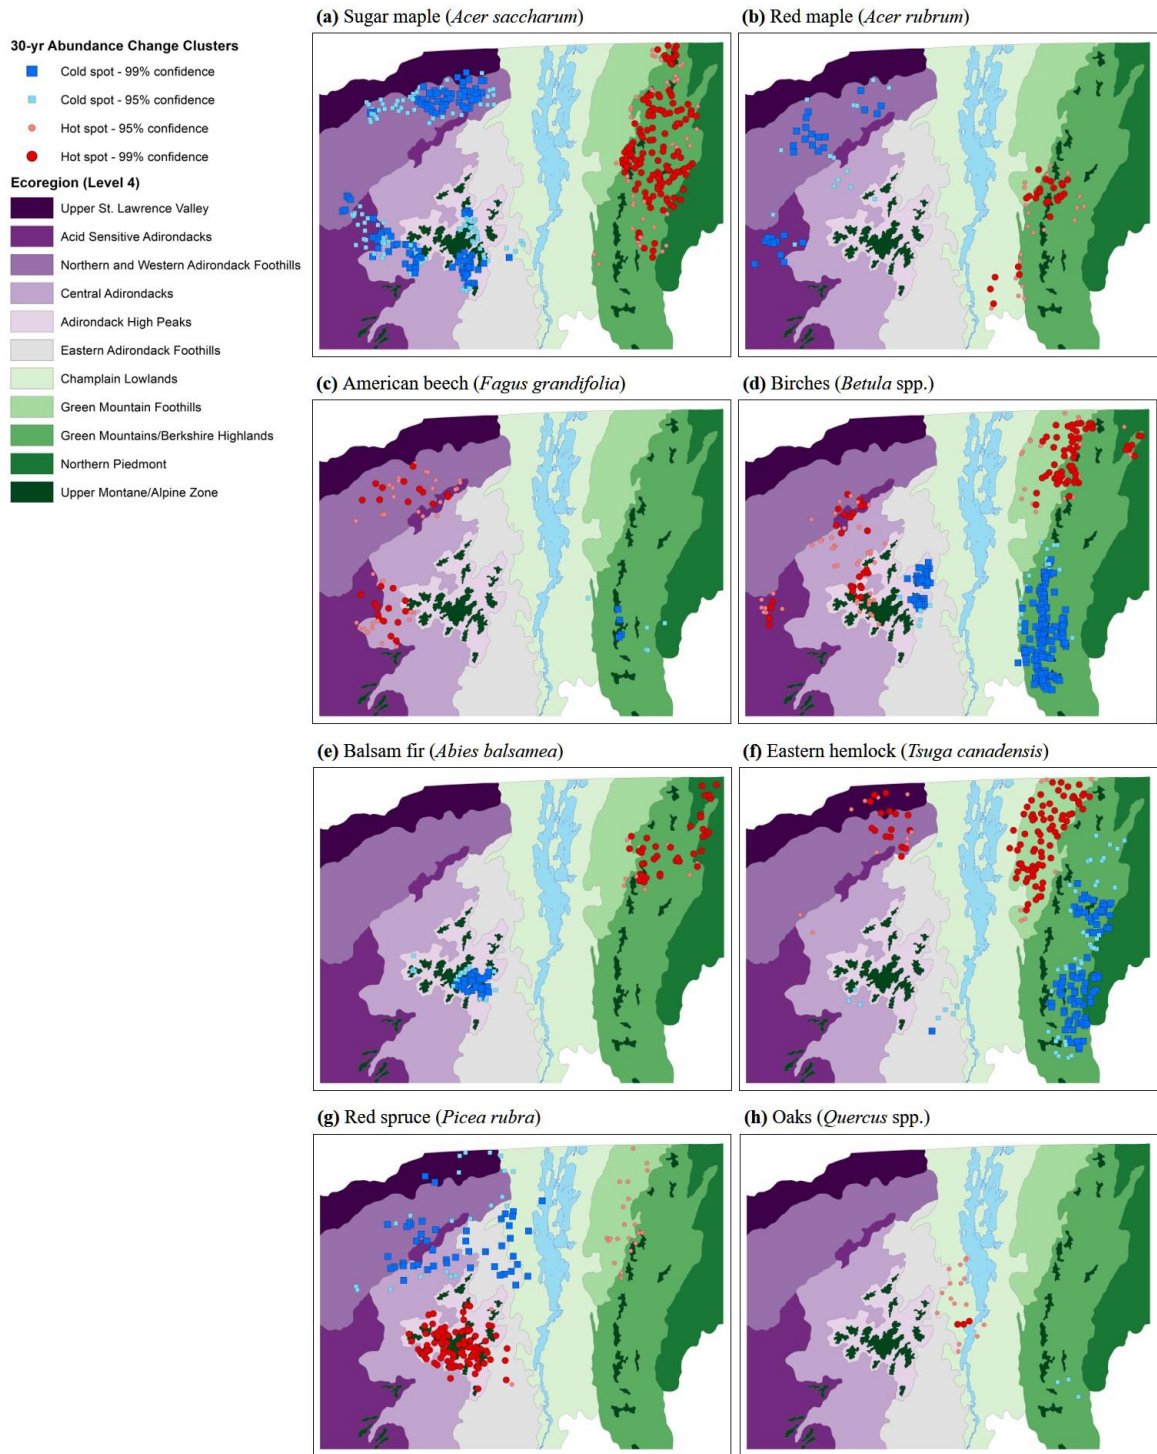 (a) Sugar maple (Acer saccharum)
(b) Red maple (Acer rubrum)
30-yr Abundance Change Clusters
Cold spot - 99% confidence
Cold spot - 95% confidence
Hot spot - 95% confidence
Hot spot - 99% confidence
Ecoregion (Level 4)
Upper St. Lawrence Valley
Acid Sensitive Adirondacks
Northern and Western Adirondack Foothills
Central Adirondacks
Adirondack High Peaks
Eastern Adirondack Foothills
Champlain Lowlands
Green Mountain Foothills
Green Mountains/Berkshire Highlands
Northern Piedmont
Upper Montane/Alpine Zone
(c) American beech (Fagus grandifolia)
(d) Birches (Betula spp.)
(e) Balsam fir (Abies balsamea)
(f) Eastern hemlock (Tsuga canadensis)
(g) Red spruce (Picea rubra)
(h) Oaks (Quercus spp.)